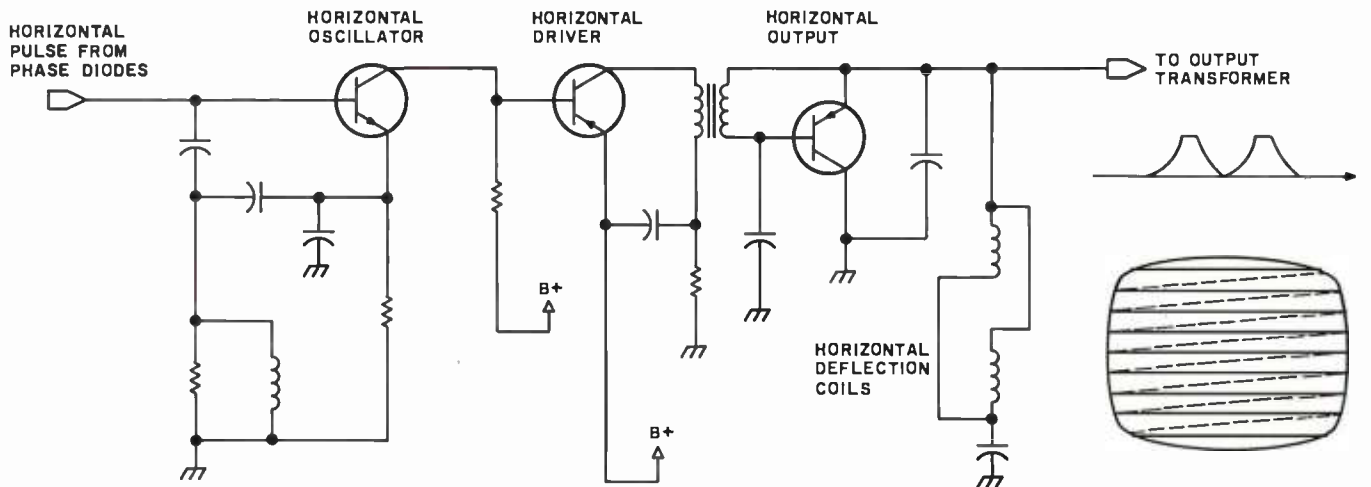 HORIZONTAL
PULSE FROM
PHASE DIODES
HORIZONTAL
OSCILLATOR
HORIZONTAL
DRIVER
HORIZONTAL
OUTPUT
TO OUTPUT
TRANSFORMER
B+
HORIZONTAL
DEFLECTION
COILS
B+